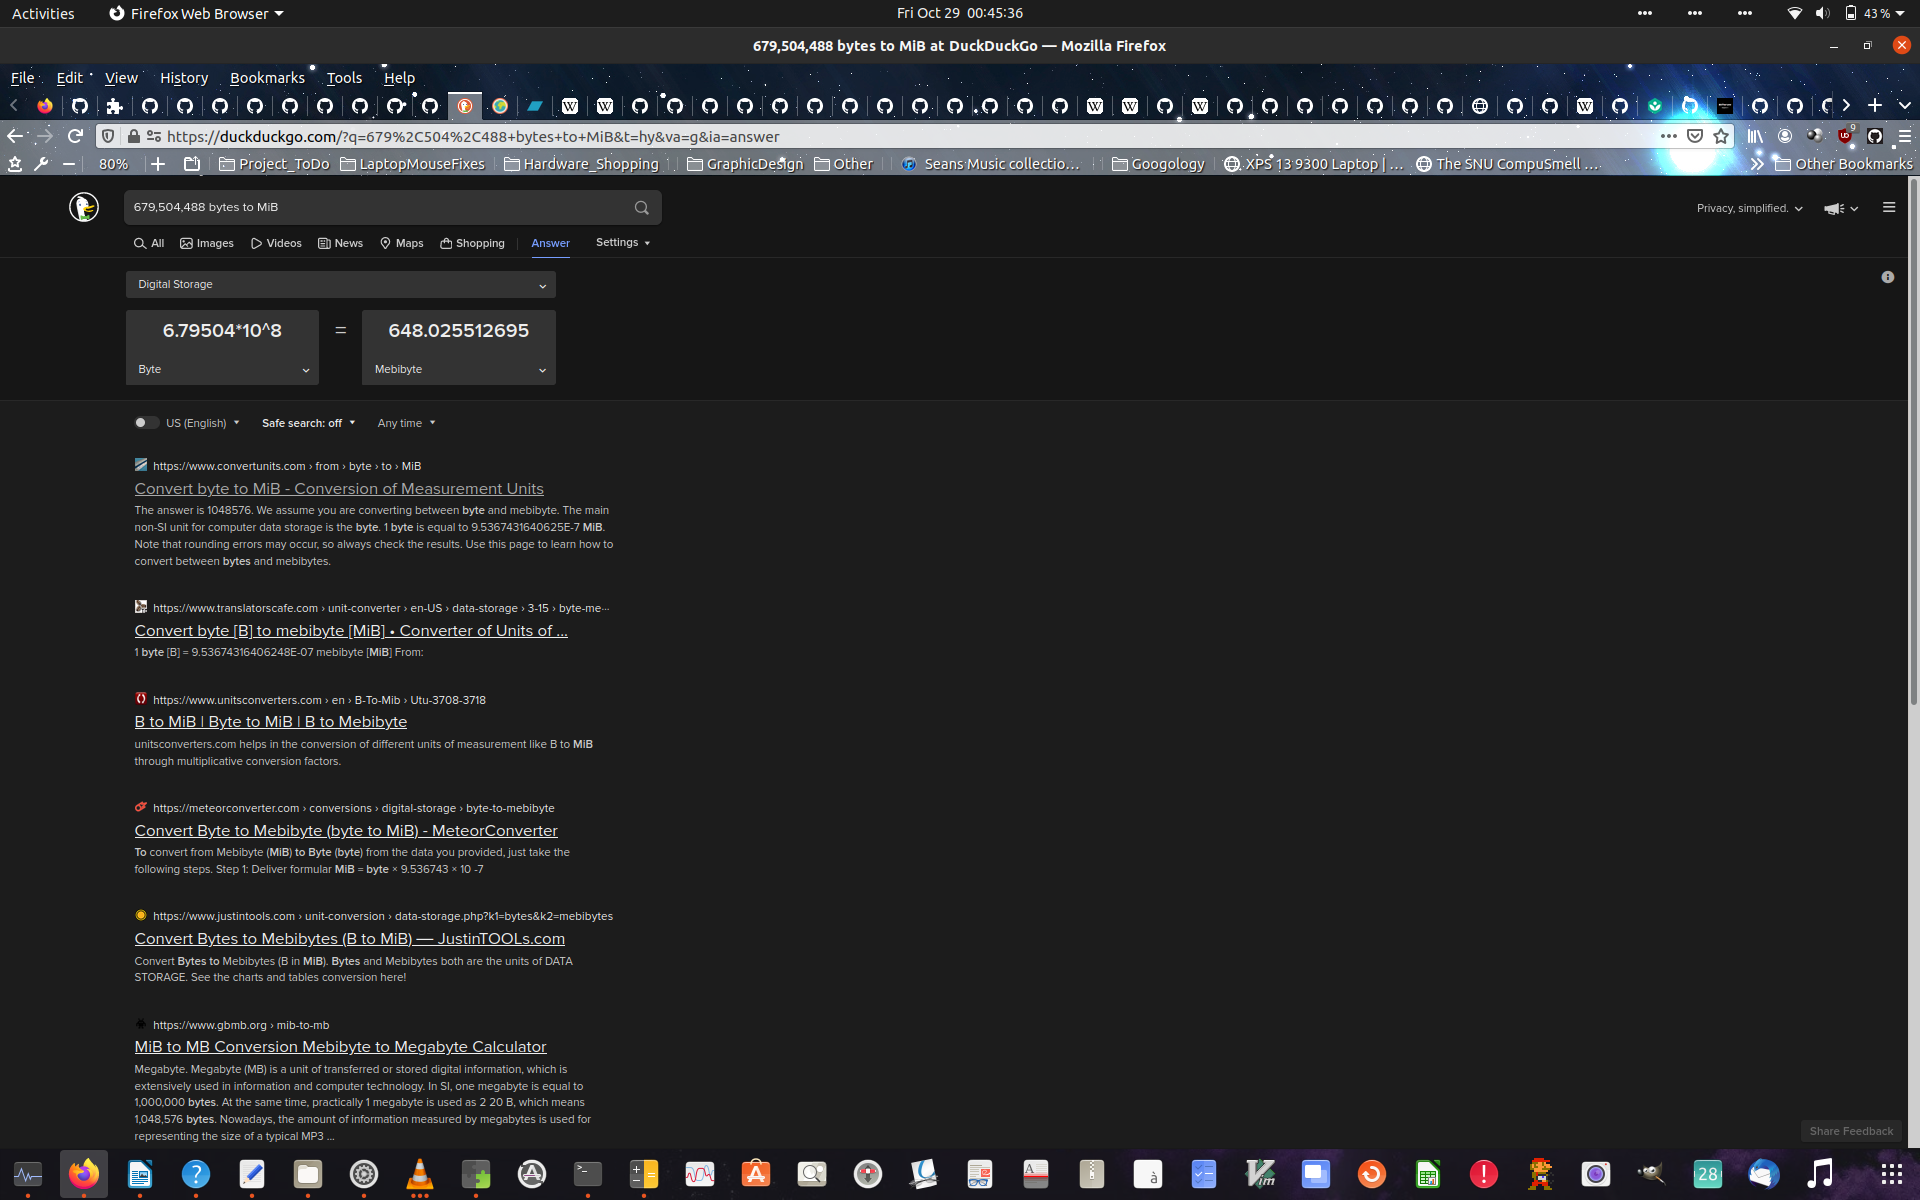 Activities
Firefox Web Browser
Fri Oct 29 00:45:36
43 %
679,504,488 bytes to MiB at DuckDuckGo — Mozilla Firefox
File Edit View History Bookmarks Tools Help
https://duckduckgo.com/?q=679%2C504%2C488+bytes+to+MiB&t=hy&va=g&ia=answer
80%
Project_ToDo
LaptopMouseFixes
Hardware_Shopping
GraphicDesign
Other
Seans Music collectio…
Googology
XPS 13 9300 Laptop | …
The SNU CompuSmell …
Other Bookmarks
679,504,488 bytes to MiB
Privacy, simplified.
All Images Videos News Maps Shopping Answer Settings
Digital Storage
6.79504*10^8 = 648.025512695
Byte Mebibyte
US (English) Safe search: off Any time
https://www.convertunits.com › from › byte › to › MiB
Convert byte to MiB - Conversion of Measurement Units
The answer is 1048576. We assume you are converting between byte and mebibyte. The main
non-SI unit for computer data storage is the byte. 1 byte is equal to 9.5367431640625E-7 MiB.
Note that rounding errors may occur, so always check the results. Use this page to learn how to
convert between bytes and mebibytes.
https://www.translatorscafe.com › unit-converter › en-US › data-storage › 3-15 › byte-me…
Convert byte [B] to mebibyte [MiB] • Converter of Units of ...
1 byte [B] = 9.53674316406248E-07 mebibyte [MiB] From:
https://www.unitsconverters.com › en › B-To-Mib › Utu-3708-3718
B to MiB | Byte to MiB | B to Mebibyte
unitsconverters.com helps in the conversion of different units of measurement like B to MiB
through multiplicative conversion factors.
https://meteorconverter.com › conversions › digital-storage › byte-to-mebibyte
Convert Byte to Mebibyte (byte to MiB) - MeteorConverter
To convert from Mebibyte (MiB) to Byte (byte) from the data you provided, just take the
following steps. Step 1: Deliver formular MiB = byte × 9.536743 × 10 -7
https://www.justintools.com › unit-conversion › data-storage.php?k1=bytes&k2=mebibytes
Convert Bytes to Mebibytes (B to MiB) — JustinTOOLs.com
Convert Bytes to Mebibytes (B in MiB). Bytes and Mebibytes both are the units of DATA
STORAGE. See the charts and tables conversion here!
https://www.gbmb.org › mib-to-mb
MiB to MB Conversion Mebibyte to Megabyte Calculator
Megabyte. Megabyte (MB) is a unit of transferred or stored digital information, which is
extensively used in information and computer technology. In SI, one megabyte is equal to
1,000,000 bytes. At the same time, practically 1 megabyte is used as 2 20 B, which means
1,048,576 bytes. Nowadays, the amount of information measured by megabytes is used for
representing the size of a typical MP3 ...
Share Feedback
28